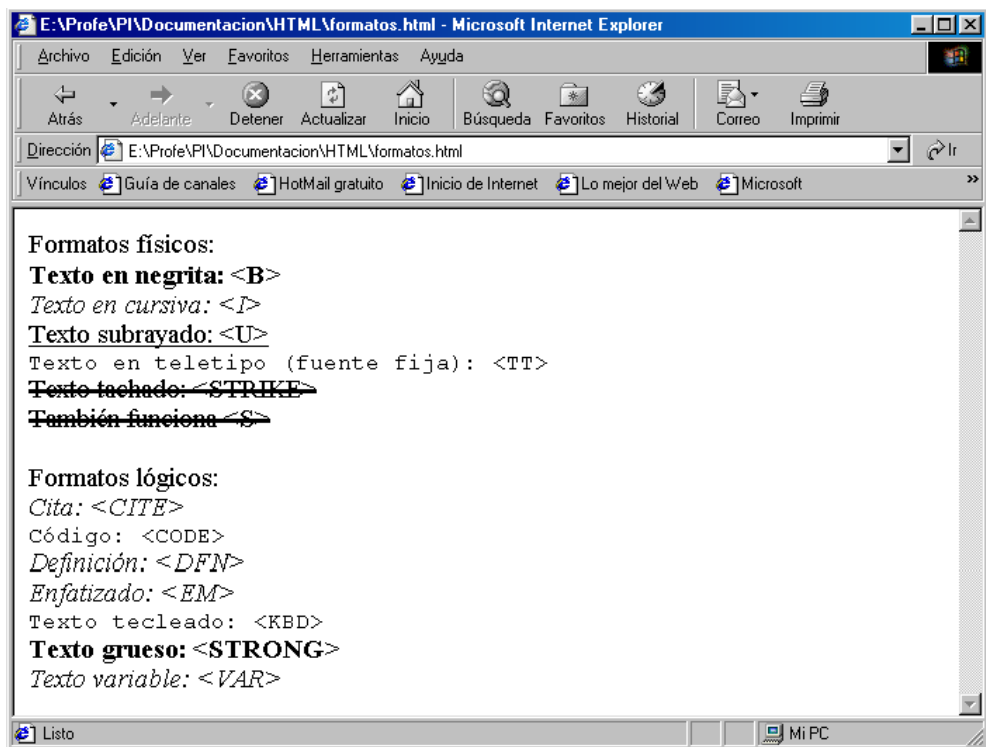 E:\Profe\PI\Documentacion\HTML\formatos.html - Microsoft Internet Explorer
Archivo Edición Ver Favoritos Herramientas Ayuda
Atrás Adelante Detener Actualizar Inicio Búsqueda Favoritos Historial Correo Imprimir
Dirección E:\Profe\PI\Documentacion\HTML\formatos.html Ir
Vínculos Guía de canales HotMail gratuito Inicio de Internet Lo mejor del Web Microsoft »
Formatos físicos:
Texto en negrita: <B>
Texto en cursiva: <I>
Texto subrayado: <U>
Texto en teletipo (fuente fija): <TT>
Texto tachado: <STRIKE>
También funciona <S>
Formatos lógicos:
Cita: <CITE>
Código: <CODE>
Definición: <DFN>
Enfatizado: <EM>
Texto tecleado: <KBD>
Texto grueso: <STRONG>
Texto variable: <VAR>
Listo Mi PC